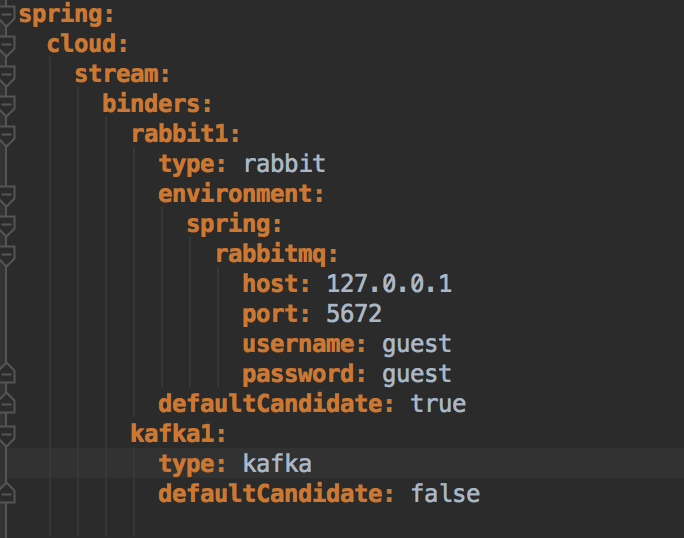 spring:
  cloud:
    stream:
      binders:
        rabbit1:
          type: rabbit
          environment:
            spring:
              rabbitmq:
                host: 127.0.0.1
                port: 5672
                username: guest
                password: guest
          defaultCandidate: true
        kafka1:
          type: kafka
          defaultCandidate: false